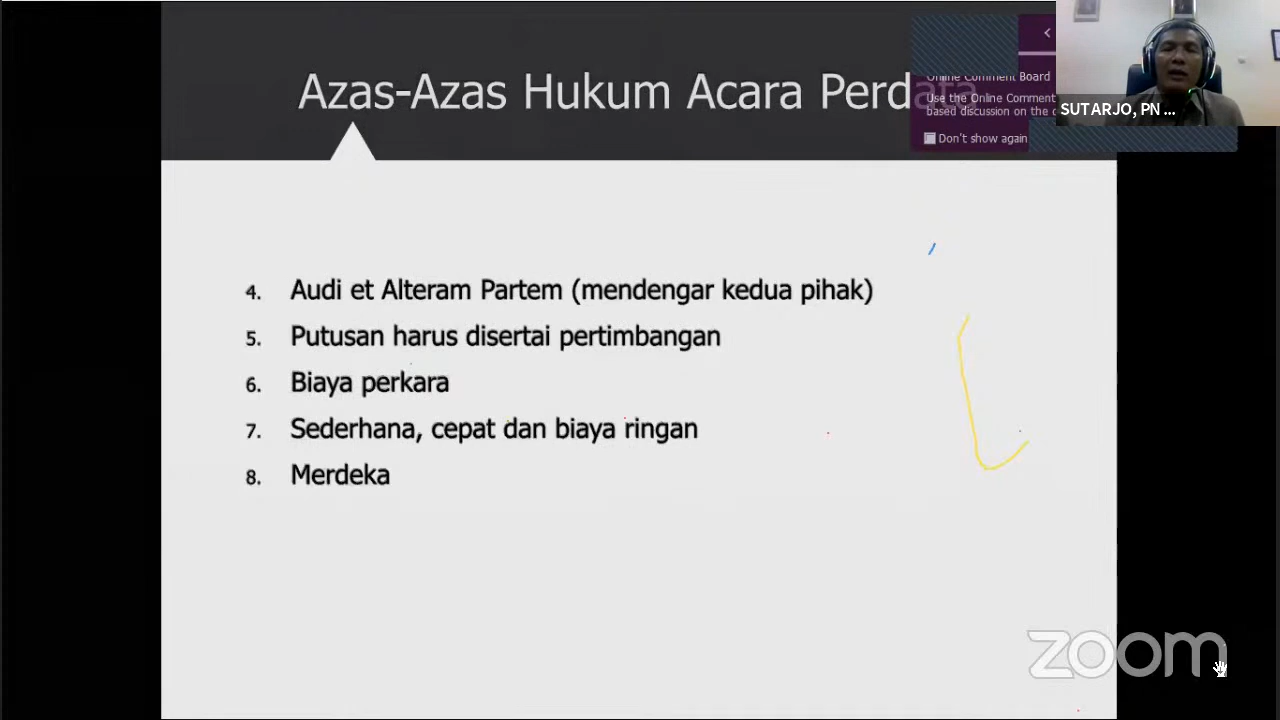 Azas-Azas Hukum Acara Perdata
Online Comment Board
Use the Online Comment
based discussion on the
Don't show again
SUTARJO, PN ...
4. Audi et Alteram Partem (mendengar kedua pihak)
5. Putusan harus disertai pertimbangan
6. Biaya perkara
7. Sederhana, cepat dan biaya ringan
8. Merdeka
zoom